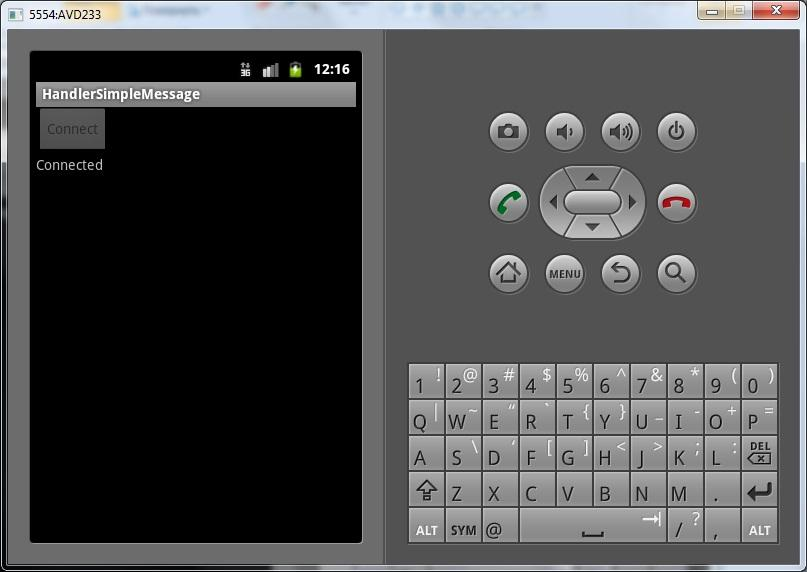 5554:AVD233
3G 12:16
HandlerSimpleMessage
Connect
Connected
MENU
1 ! 2 @ 3 # 4 $ 5 % 6 ^ 7 & 8 * 9 ( 0 )
Q | W ~ E “ R ` T { Y } U _ I - O + P =
A S \ D ‘ F [ G ] H < J > K ; L : DEL
Z X C V B N M .
ALT SYM @ / ? , ALT